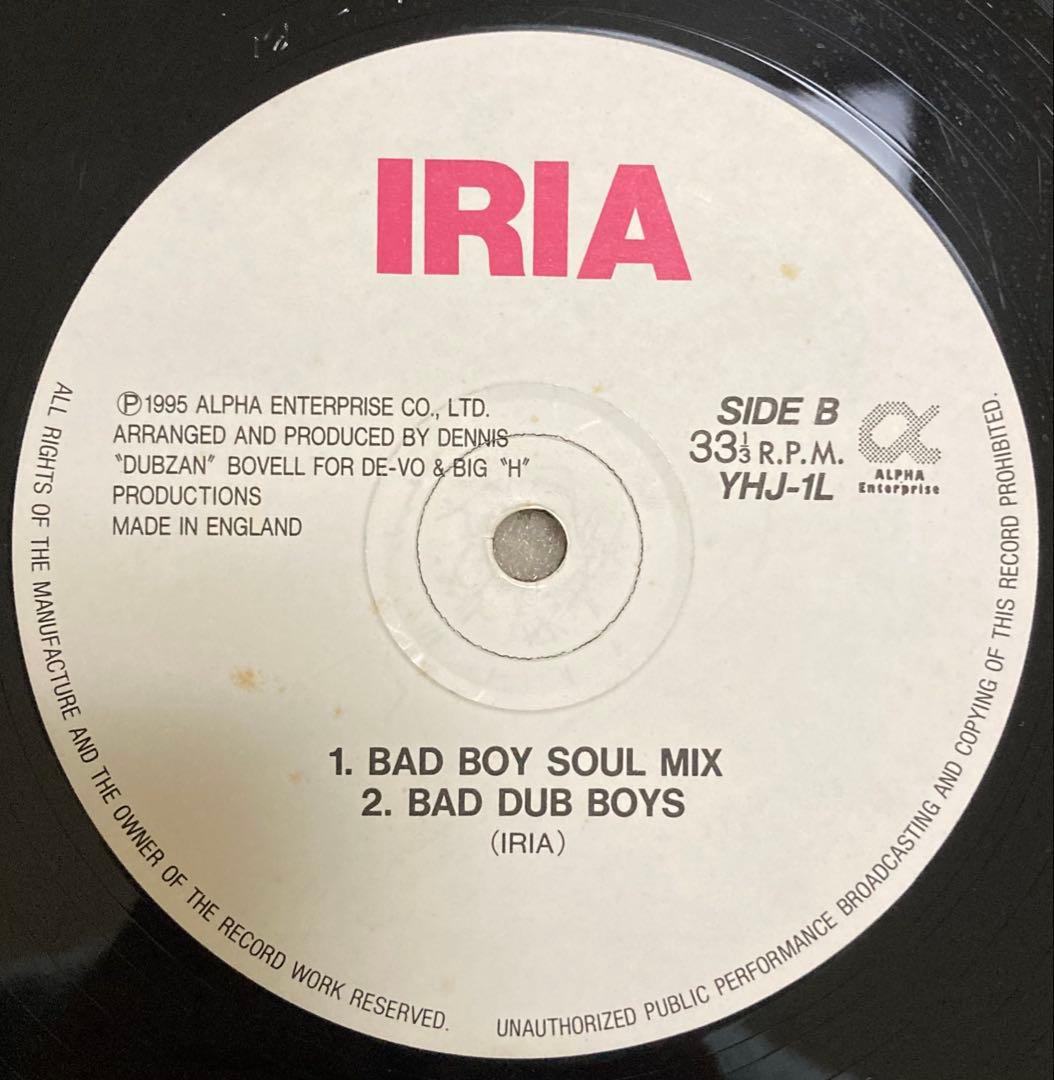 IRIA
Ⓟ1995 ALPHA ENTERPRISE CO., LTD.
ARRANGED AND PRODUCED BY DENNIS
"DUBZAN" BOVELL FOR DE-VO & BIG "H"
PRODUCTIONS
MADE IN ENGLAND
SIDE B
33⅓ R.P.M.
YHJ-1L
α
ALPHA
Enterprise
1. BAD BOY SOUL MIX
2. BAD DUB BOYS
(IRIA)
ALL RIGHTS OF THE MANUFACTURE AND THE OWNER OF THE RECORD WORK RESERVED.
UNAUTHORIZED PUBLIC PERFORMANCE BROADCASTING AND COPYING OF THIS RECORD PROHIBITED.